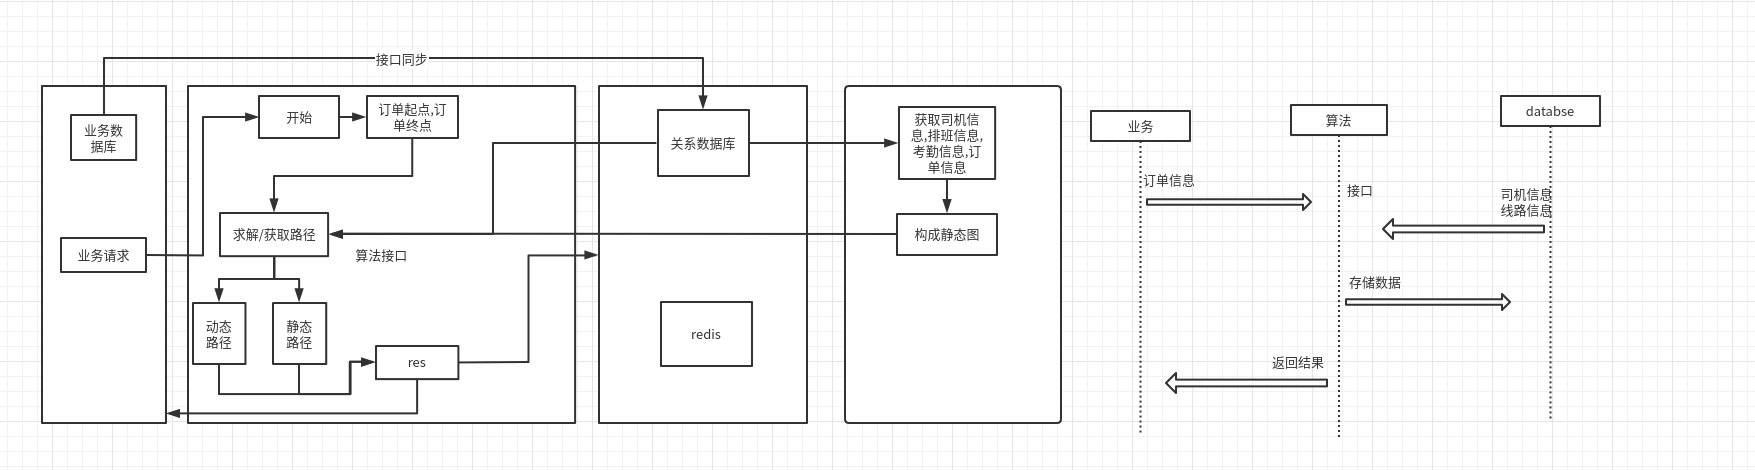 接口同步
业务数
据库
业务请求
开始
订单起点,订
单终点
求解/获取路径
算法接口
动态
路径
静态
路径
res
关系数据库
redis
获取司机信
息,排班信息,
考勤信息,订
单信息
构成静态图
业务
算法
databse
订单信息
接口
司机信息
线路信息
存储数据
返回结果